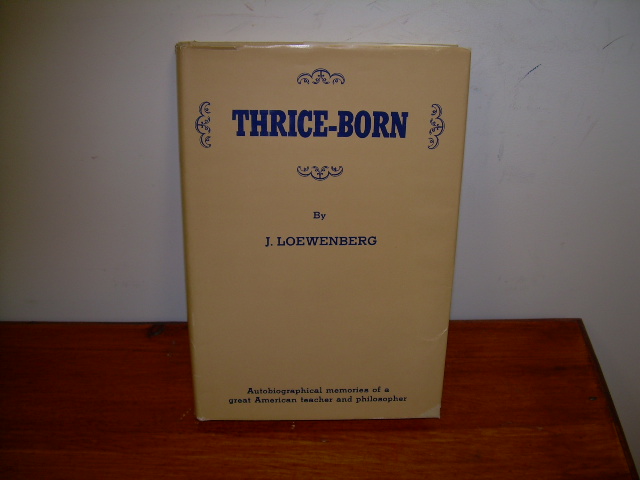 THRICE-BORN
By
J. LOEWENBERG
Autobiographical memories of a
great American teacher and philosopher